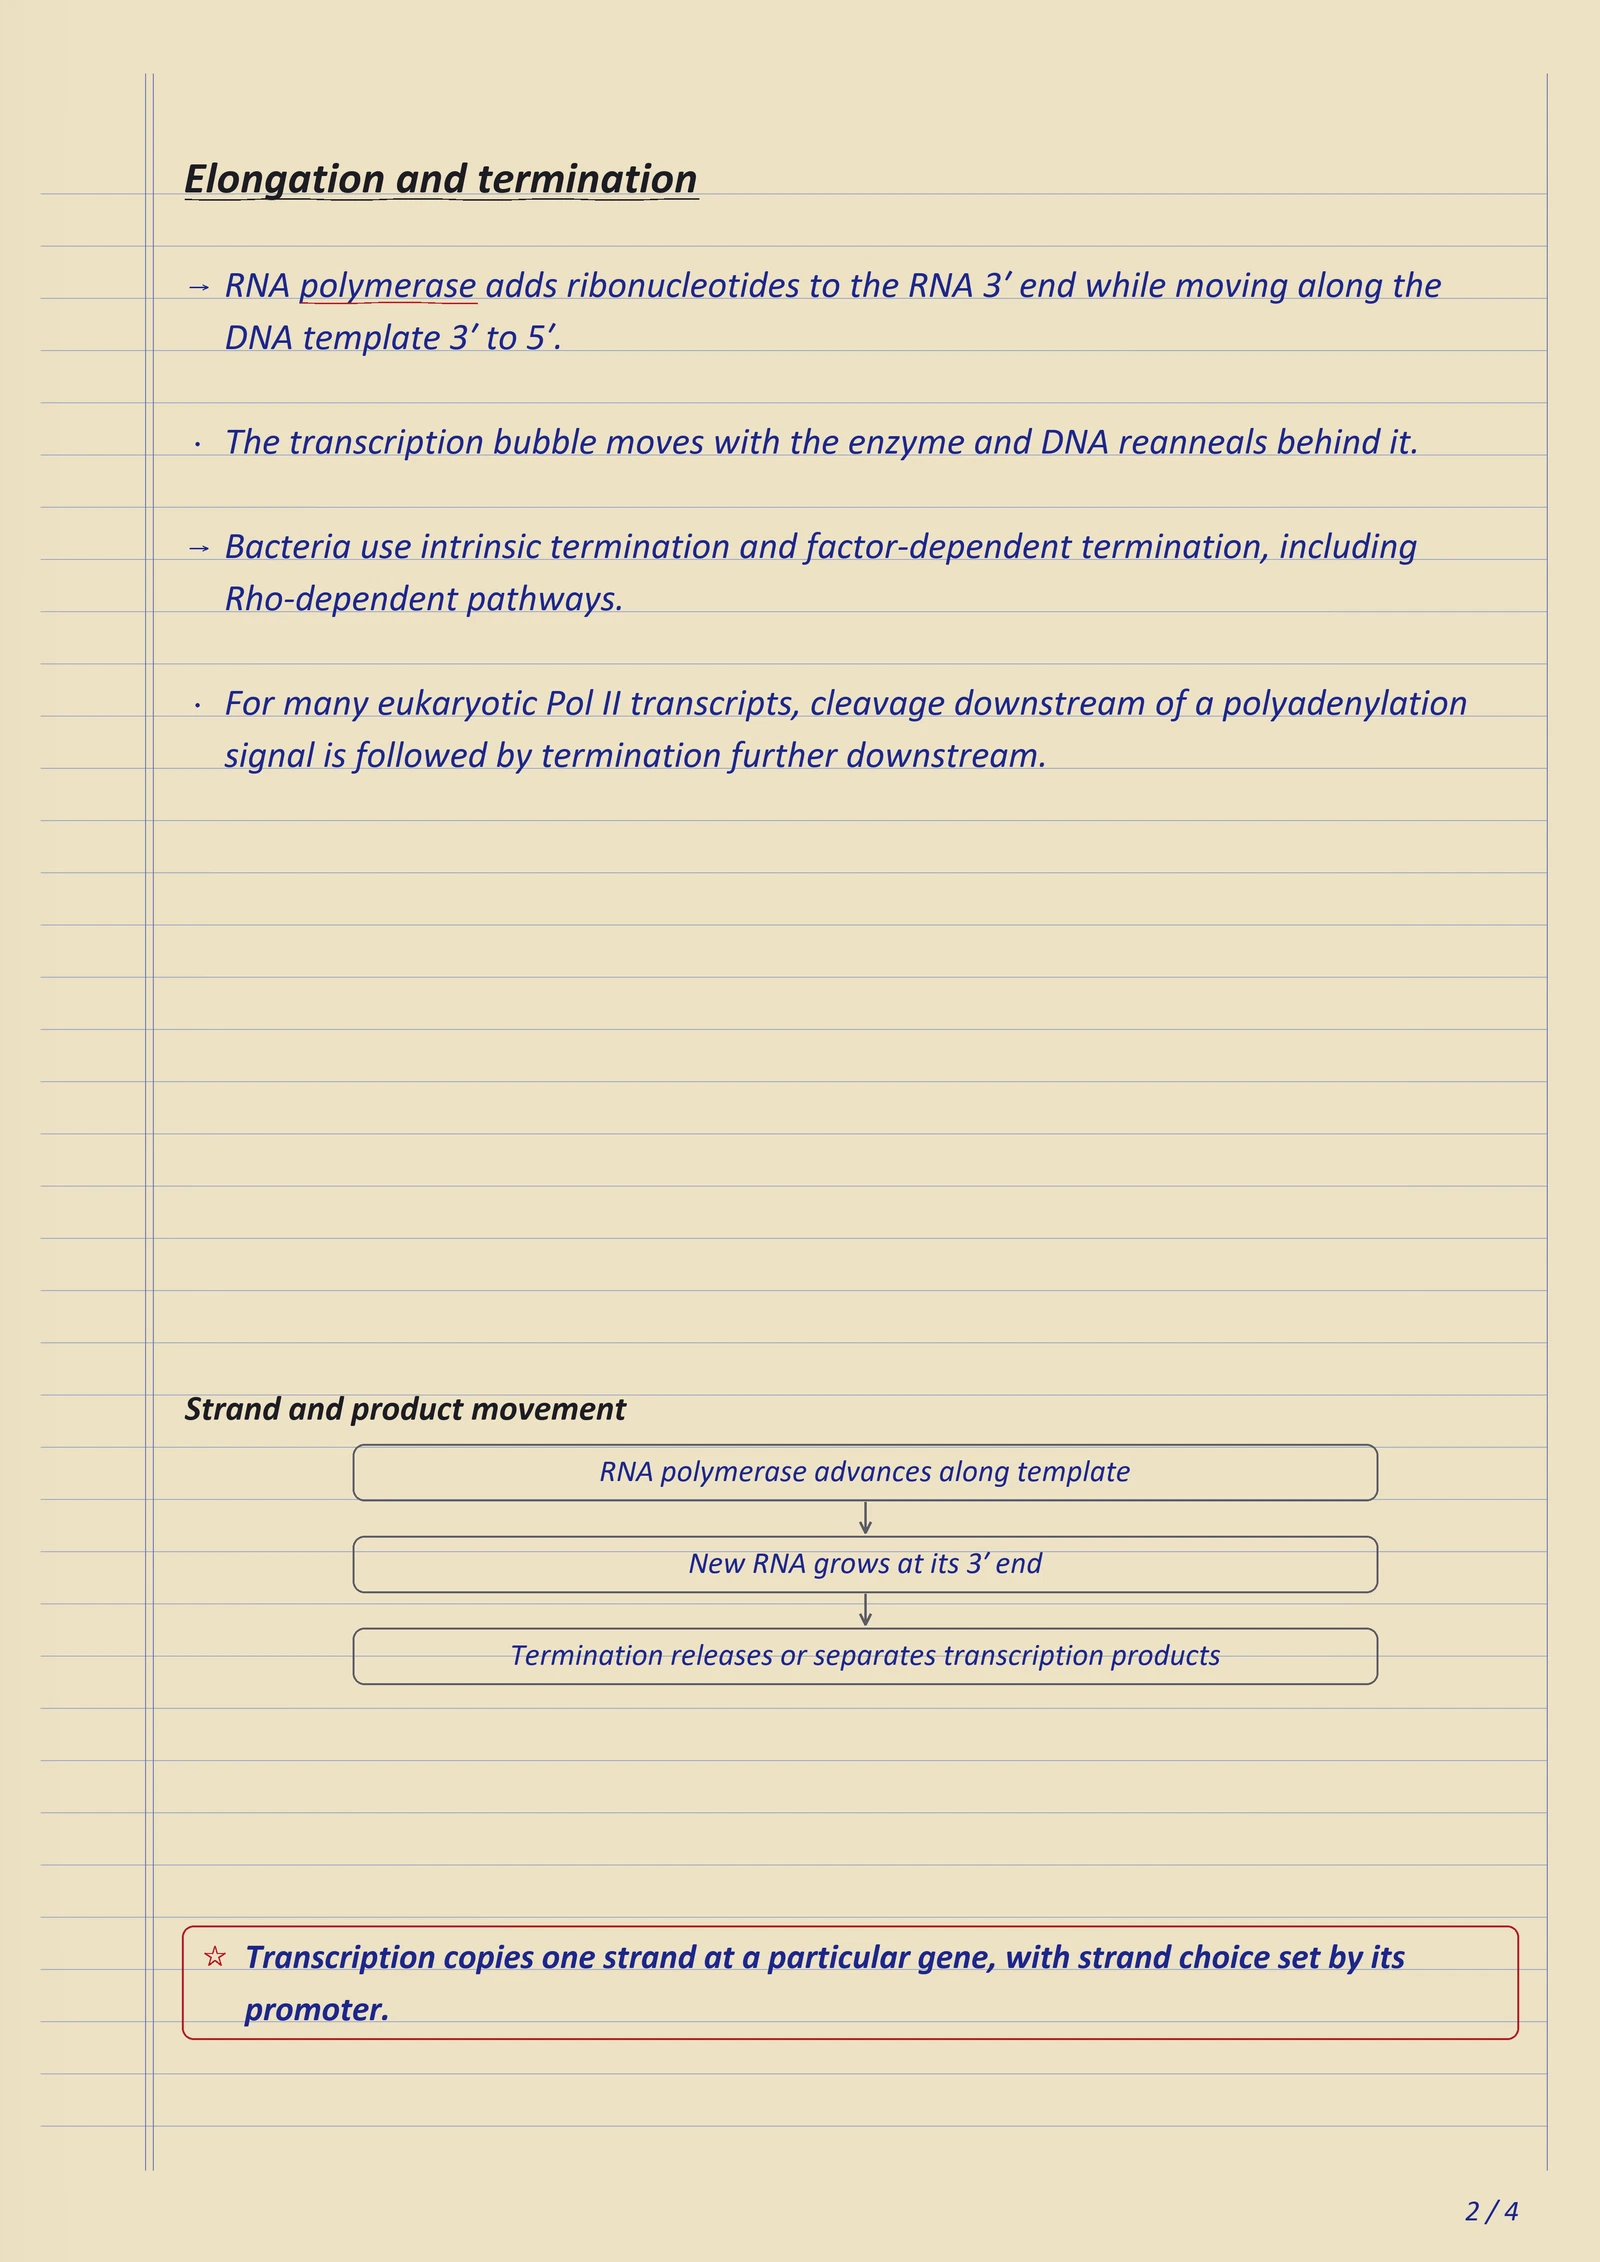 Elongation and termination
→ RNA polymerase adds ribonucleotides to the RNA 3′ end while moving along the
DNA template 3′ to 5′.
· The transcription bubble moves with the enzyme and DNA reanneals behind it.
→ Bacteria use intrinsic termination and factor-dependent termination, including
Rho-dependent pathways.
· For many eukaryotic Pol II transcripts, cleavage downstream of a polyadenylation
signal is followed by termination further downstream.
Strand and product movement
RNA polymerase advances along template
New RNA grows at its 3′ end
Termination releases or separates transcription products
☆ Transcription copies one strand at a particular gene, with strand choice set by its
promoter.
2 / 4